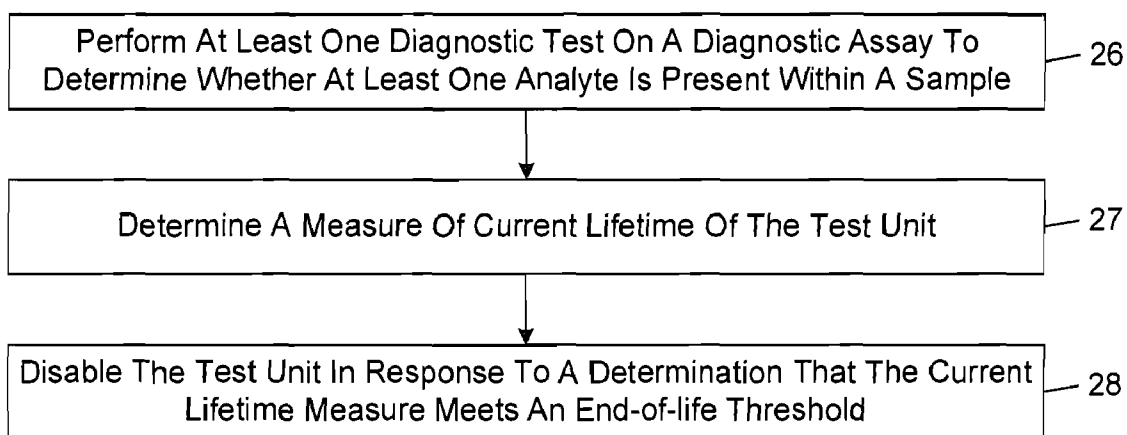 Perform At Least One Diagnostic Test On A Diagnostic Assay To
Determine Whether At Least One Analyte Is Present Within A Sample
26
Determine A Measure Of Current Lifetime Of The Test Unit
27
Disable The Test Unit In Response To A Determination That The Current
Lifetime Measure Meets An End-of-life Threshold
28